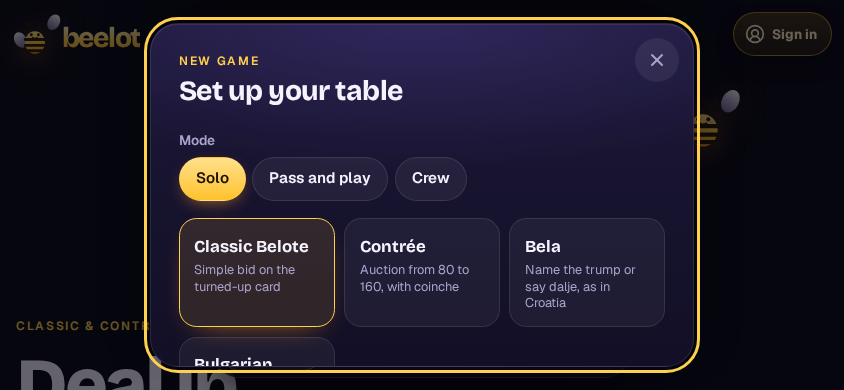 beelot
Sign in
NEW GAME
Set up your table
Mode
Solo
Pass and play
Crew
Classic Belote
Simple bid on the
turned-up card
Contrée
Auction from 80 to
160, with coinche
Bela
Name the trump or
say dalje, as in
Croatia
CLASSIC & CONTR
Bulgarian